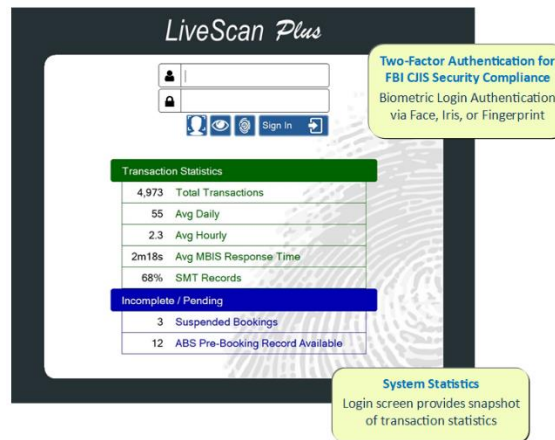 LiveScan Plus
Two-Factor Authentication for
FBI CJIS Security Compliance
Biometric Login Authentication
via Face, Iris, or Fingerprint
Sign In
Transaction Statistics
4,973 Total Transactions
55 Avg Daily
2.3 Avg Hourly
2m18s Avg MBIS Response Time
68% SMT Records
Incomplete / Pending
3 Suspended Bookings
12 ABS Pre-Booking Record Available
System Statistics
Login screen provides snapshot
of transaction statistics